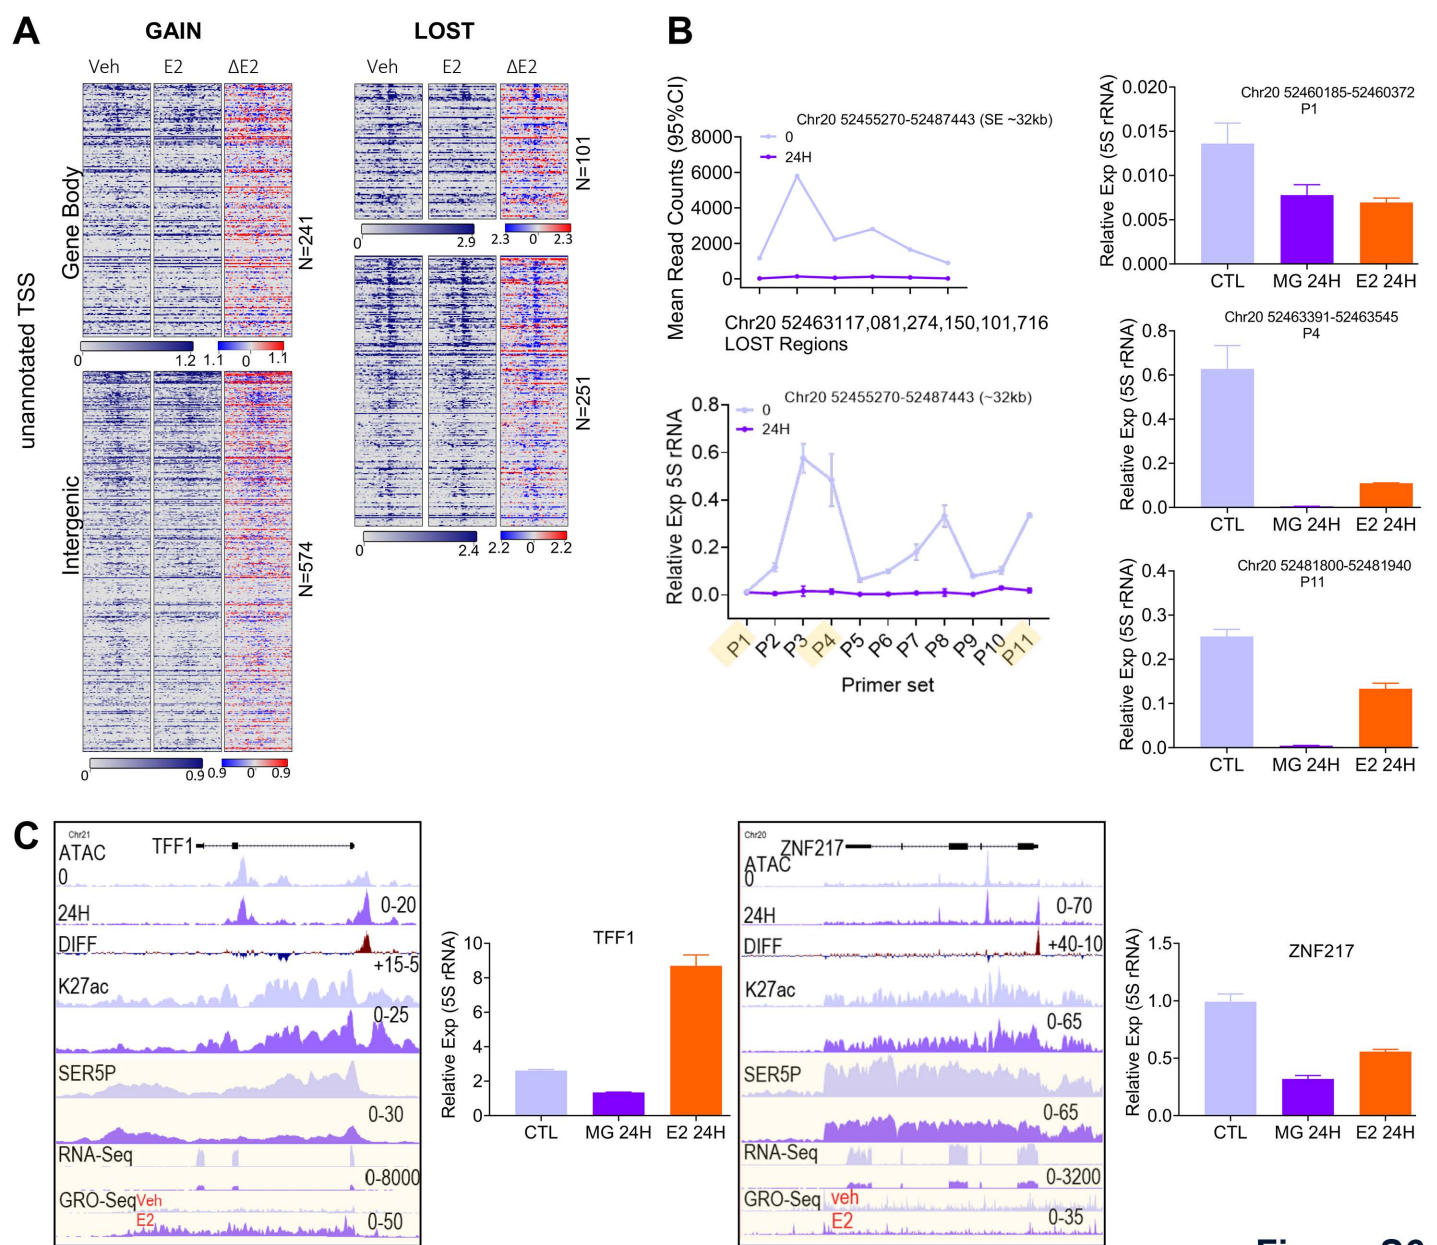 A
GAIN
LOST
Veh
E2
ΔE2
Veh
E2
ΔE2
unannotated TSS
Gene Body
N=241
0
1.2
1.1
0
1.1
Intergenic
N=574
0
0.9
0.9
0
0.9
N=101
0
2.9
2.3
0
2.3
N=251
0
2.4
2.2
0
2.2
B
Chr20 52455270-52487443 (SE ~32kb)
0
24H
Mean Read Counts (95%CI)
8000
6000
4000
2000
0
Chr20 52463117,081,274,150,101,716
LOST Regions
Chr20 52455270-52487443 (~32kb)
0
24H
Relative Exp 5S rRNA
0.8
0.6
0.4
0.2
0.0
P1 P2 P3 P4 P5 P6 P7 P8 P9 P10 P11
Primer set
Chr20 52460185-52460372
P1
Relative Exp (5S rRNA)
0.020
0.015
0.010
0.005
0.000
CTL MG 24H E2 24H
Chr20 52463391-52463545
P4
Relative Exp (5S rRNA)
0.8
0.6
0.4
0.2
0.0
CTL MG 24H E2 24H
Chr20 52481800-52481940
P11
Relative Exp (5S rRNA)
0.4
0.3
0.2
0.1
0.0
CTL MG 24H E2 24H
C
Chr21
TFF1
ATAC
0
24H
0-20
DIFF
+15-5
K27ac
0-25
SER5P
0-30
RNA-Seq
0-8000
GRO-Seq Veh
E2
0-50
TFF1
Relative Exp (5S rRNA)
10
8
6
4
2
0
CTL MG 24H E2 24H
Chr20
ZNF217
ATAC
0
24H
0-70
DIFF
+40-10
K27ac
0-65
SER5P
0-65
RNA-Seq
0-3200
GRO-Seq veh
E2
0-35
ZNF217
Relative Exp (5S rRNA)
1.5
1.0
0.5
0.0
CTL MG 24H E2 24H